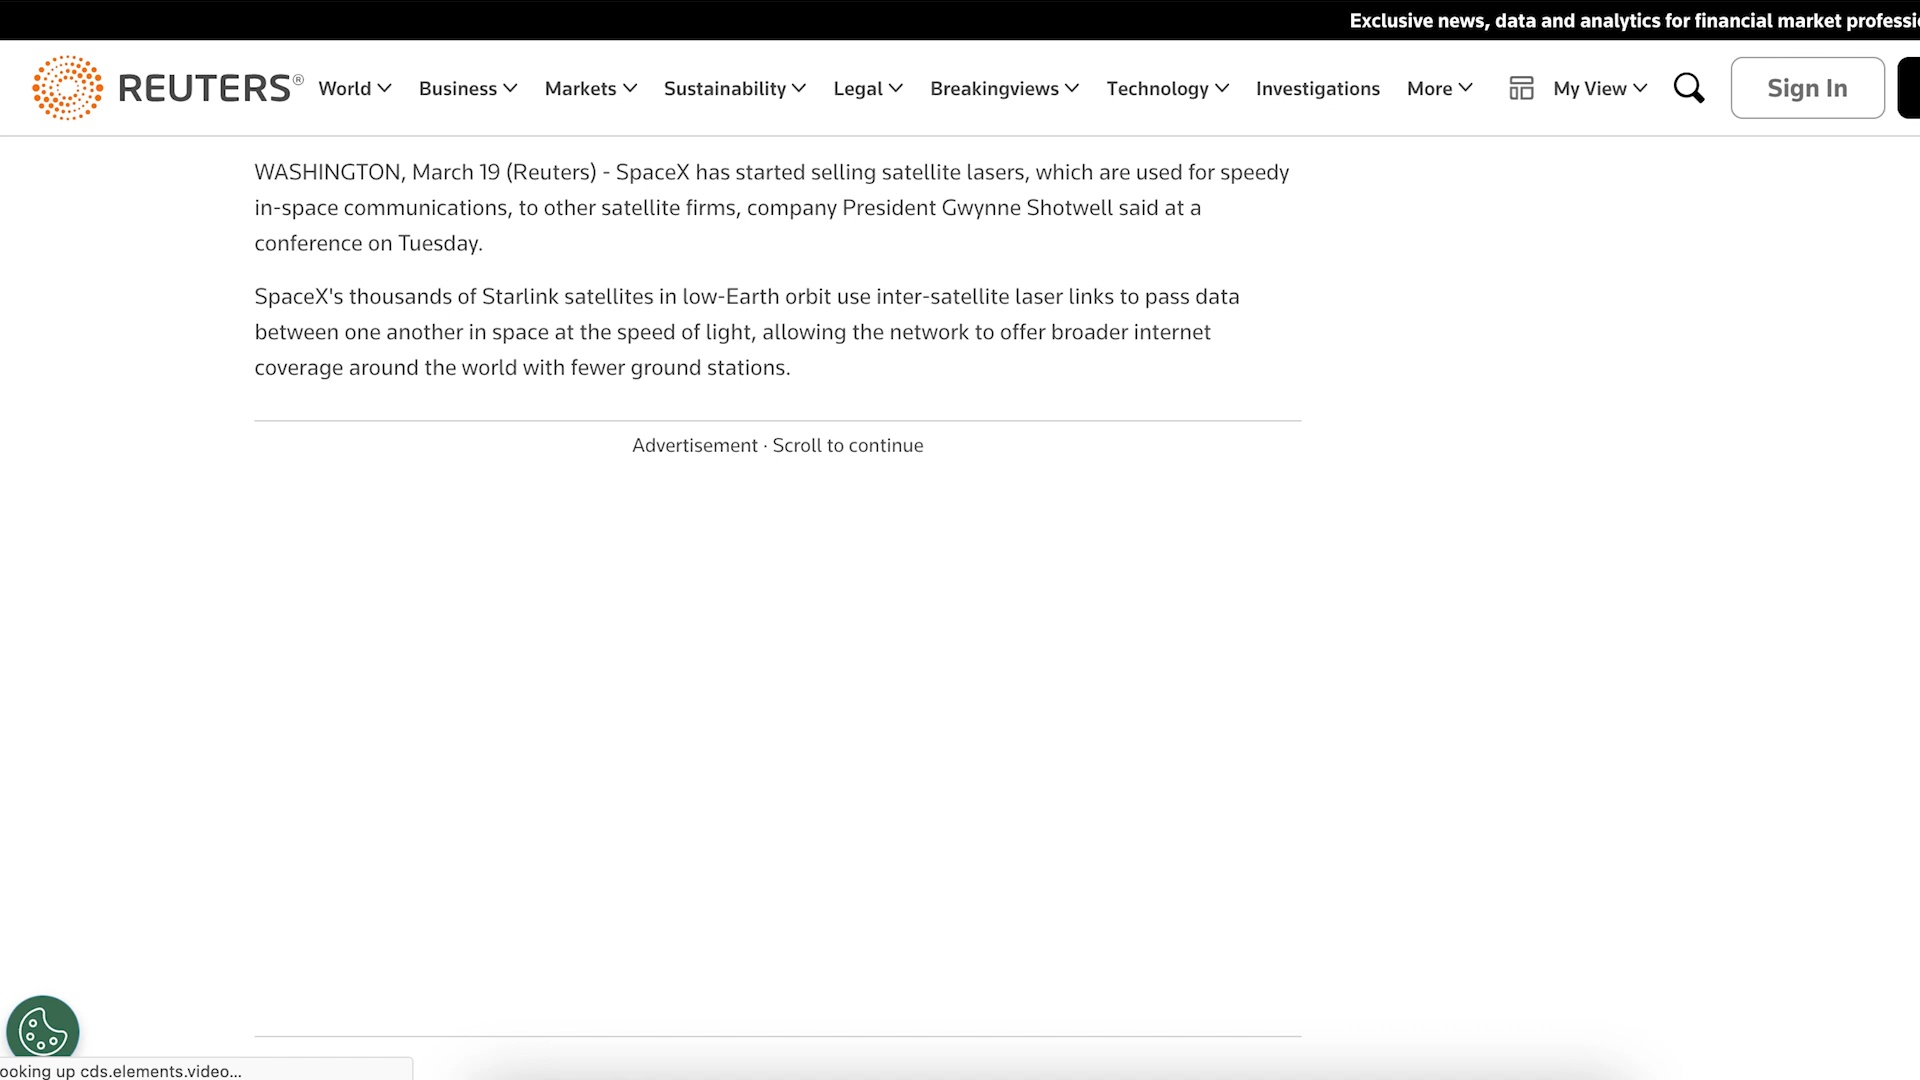 Exclusive news, data and analytics for financial market
REUTERS®
World
Business
Markets
Sustainability
Legal
Breakingviews
Technology
Investigations
More
My View
Sign In
WASHINGTON, March 19 (Reuters) - SpaceX has started selling satellite lasers, which are used for speedy
in-space communications, to other satellite firms, company President Gwynne Shotwell said at a
conference on Tuesday.
SpaceX's thousands of Starlink satellites in low-Earth orbit use inter-satellite laser links to pass data
between one another in space at the speed of light, allowing the network to offer broader internet
coverage around the world with fewer ground stations.
Advertisement · Scroll to continue
ooking up cds.elements.video...